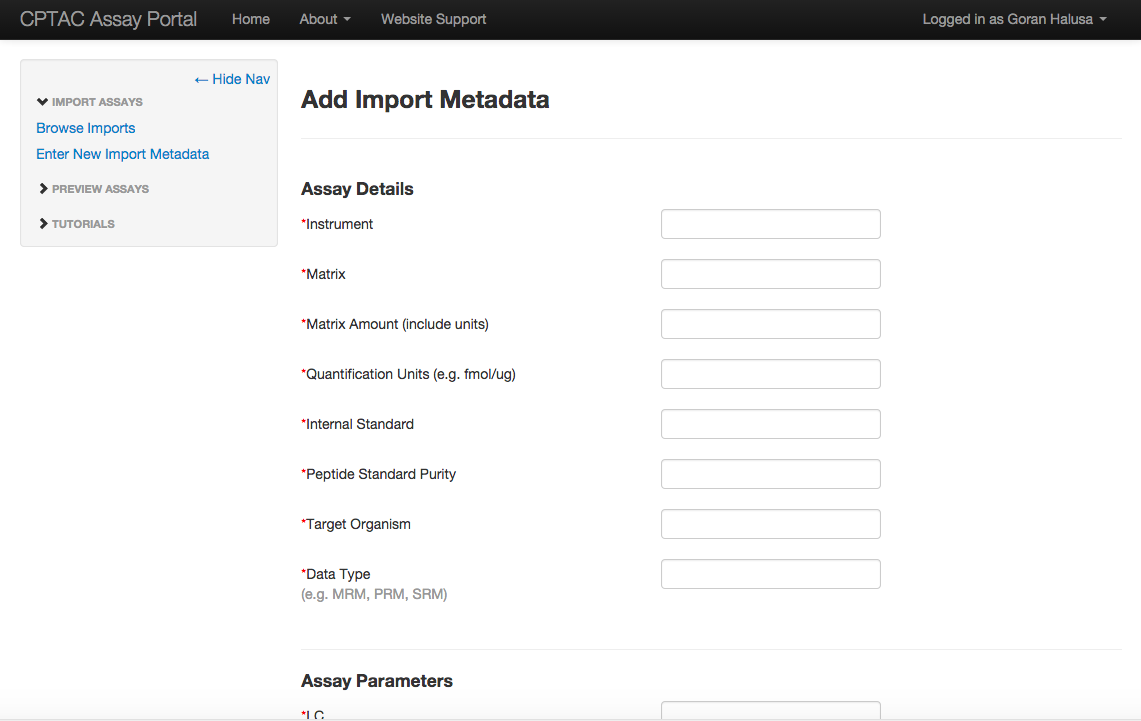 CPTAC Assay Portal Home About Website Support Logged in as Goran Halusa
← Hide Nav
IMPORT ASSAYS
Browse Imports
Enter New Import Metadata
PREVIEW ASSAYS
TUTORIALS
Add Import Metadata
Assay Details
*Instrument
*Matrix
*Matrix Amount (include units)
*Quantification Units (e.g. fmol/ug)
*Internal Standard
*Peptide Standard Purity
*Target Organism
*Data Type
(e.g. MRM, PRM, SRM)
Assay Parameters
*LC